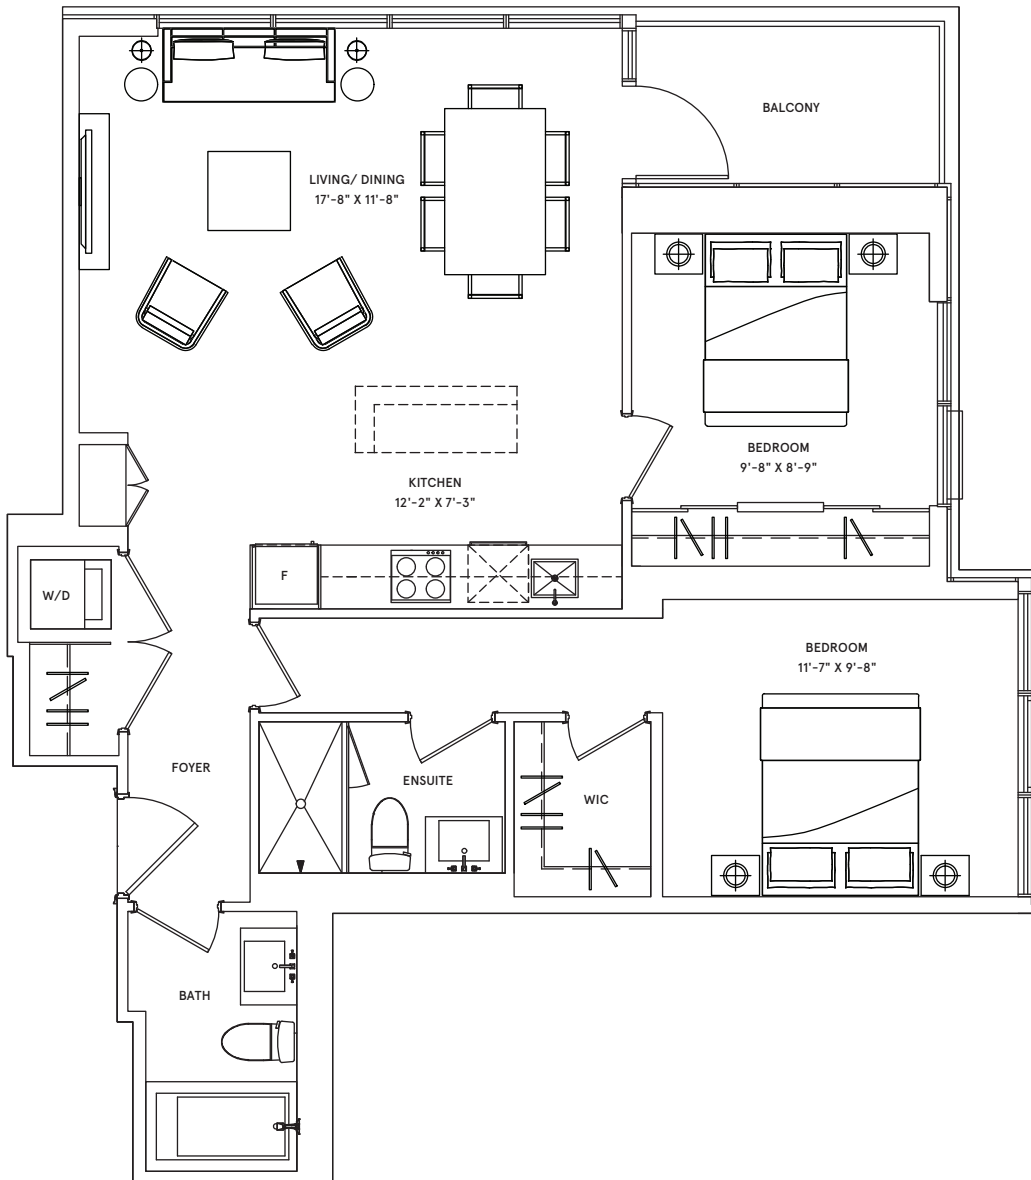 BALCONY
LIVING/ DINING
17'-8" X 11'-8"
BEDROOM
9'-8" X 8'-9"
KITCHEN
12'-2" X 7'-3"
F
W/D
BEDROOM
11'-7" X 9'-8"
FOYER
ENSUITE
WIC
BATH